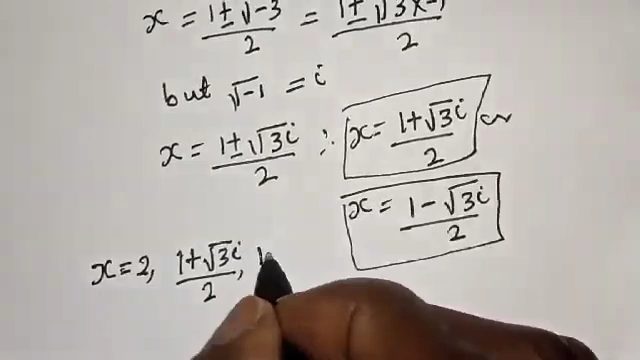 x = 1±√-3/2 = 1±√3×-1/2
but √-1 = i
x = 1±√3i/2 ∴ x = 1+√3i/2 or
x = 1-√3i/2
x = 2, 1+√3i/2, 1